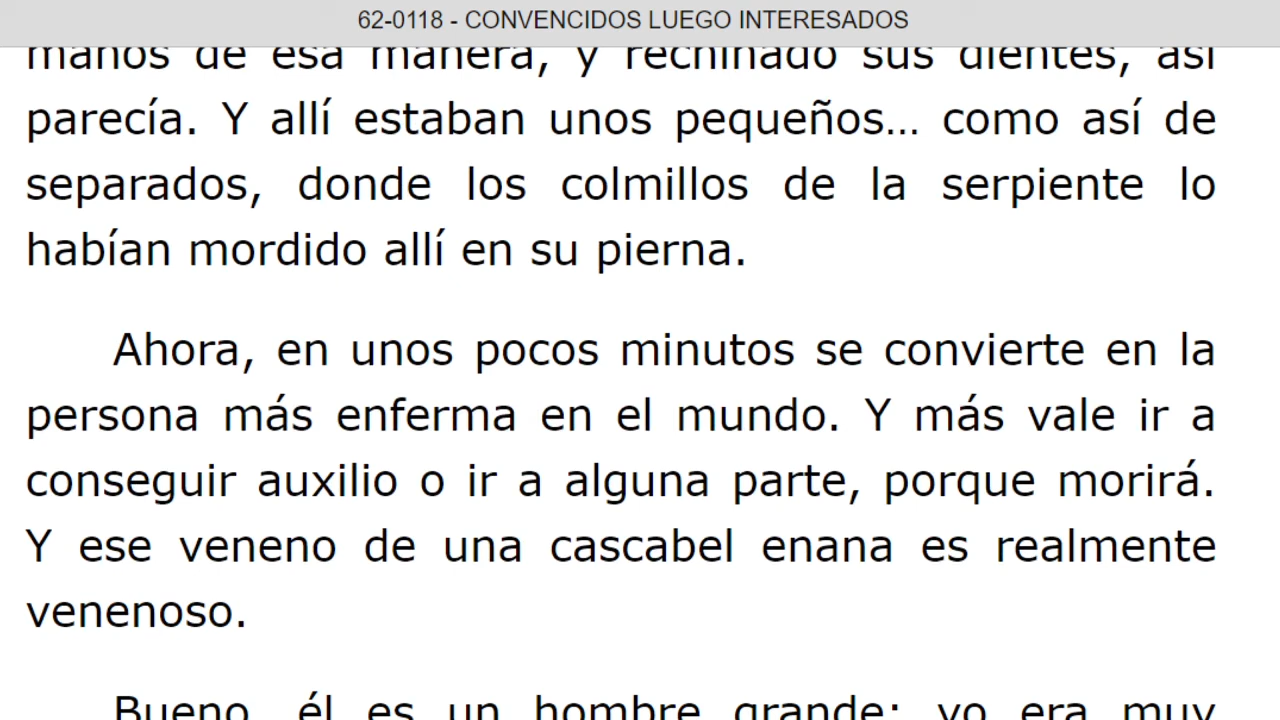 62-0118 - CONVENCIDOS LUEGO INTERESADOS
manos de esa manera, y rechinado sus dientes, así
parecía. Y allí estaban unos pequeños… como así de
separados, donde los colmillos de la serpiente lo
habían mordido allí en su pierna.
Ahora, en unos pocos minutos se convierte en la
persona más enferma en el mundo. Y más vale ir a
conseguir auxilio o ir a alguna parte, porque morirá.
Y ese veneno de una cascabel enana es realmente
venenoso.
Bueno, él es un hombre grande; yo era muy